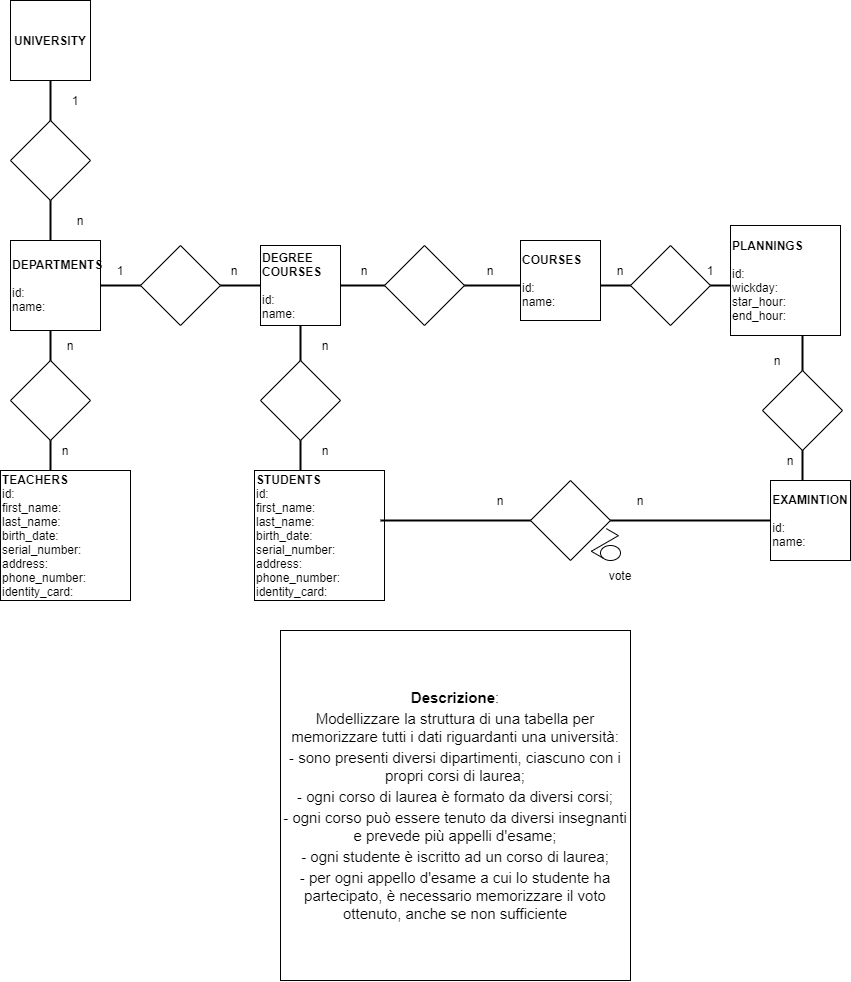 UNIVERSITY
1
n
DEPARTMENTS
id:
name:
1
n
DEGREE
COURSES
id:
name:
n
n
COURSES
id:
name:
n
1
PLANNINGS
id:
wickday:
star_hour:
end_hour:
n
n
n
n
n
n
TEACHERS
id:
first_name:
last_name:
birth_date:
serial_number:
address:
phone_number:
identity_card:
STUDENTS
id:
first_name:
last_name:
birth_date:
serial_number:
address:
phone_number:
identity_card:
n
n
vote
EXAMINTION
id:
name:
Descrizione:
Modellizzare la struttura di una tabella per
memorizzare tutti i dati riguardanti una università:
- sono presenti diversi dipartimenti, ciascuno con i
propri corsi di laurea;
- ogni corso di laurea è formato da diversi corsi;
- ogni corso può essere tenuto da diversi insegnanti
e prevede più appelli d'esame;
- ogni studente è iscritto ad un corso di laurea;
- per ogni appello d'esame a cui lo studente ha
partecipato, è necessario memorizzare il voto
ottenuto, anche se non sufficiente